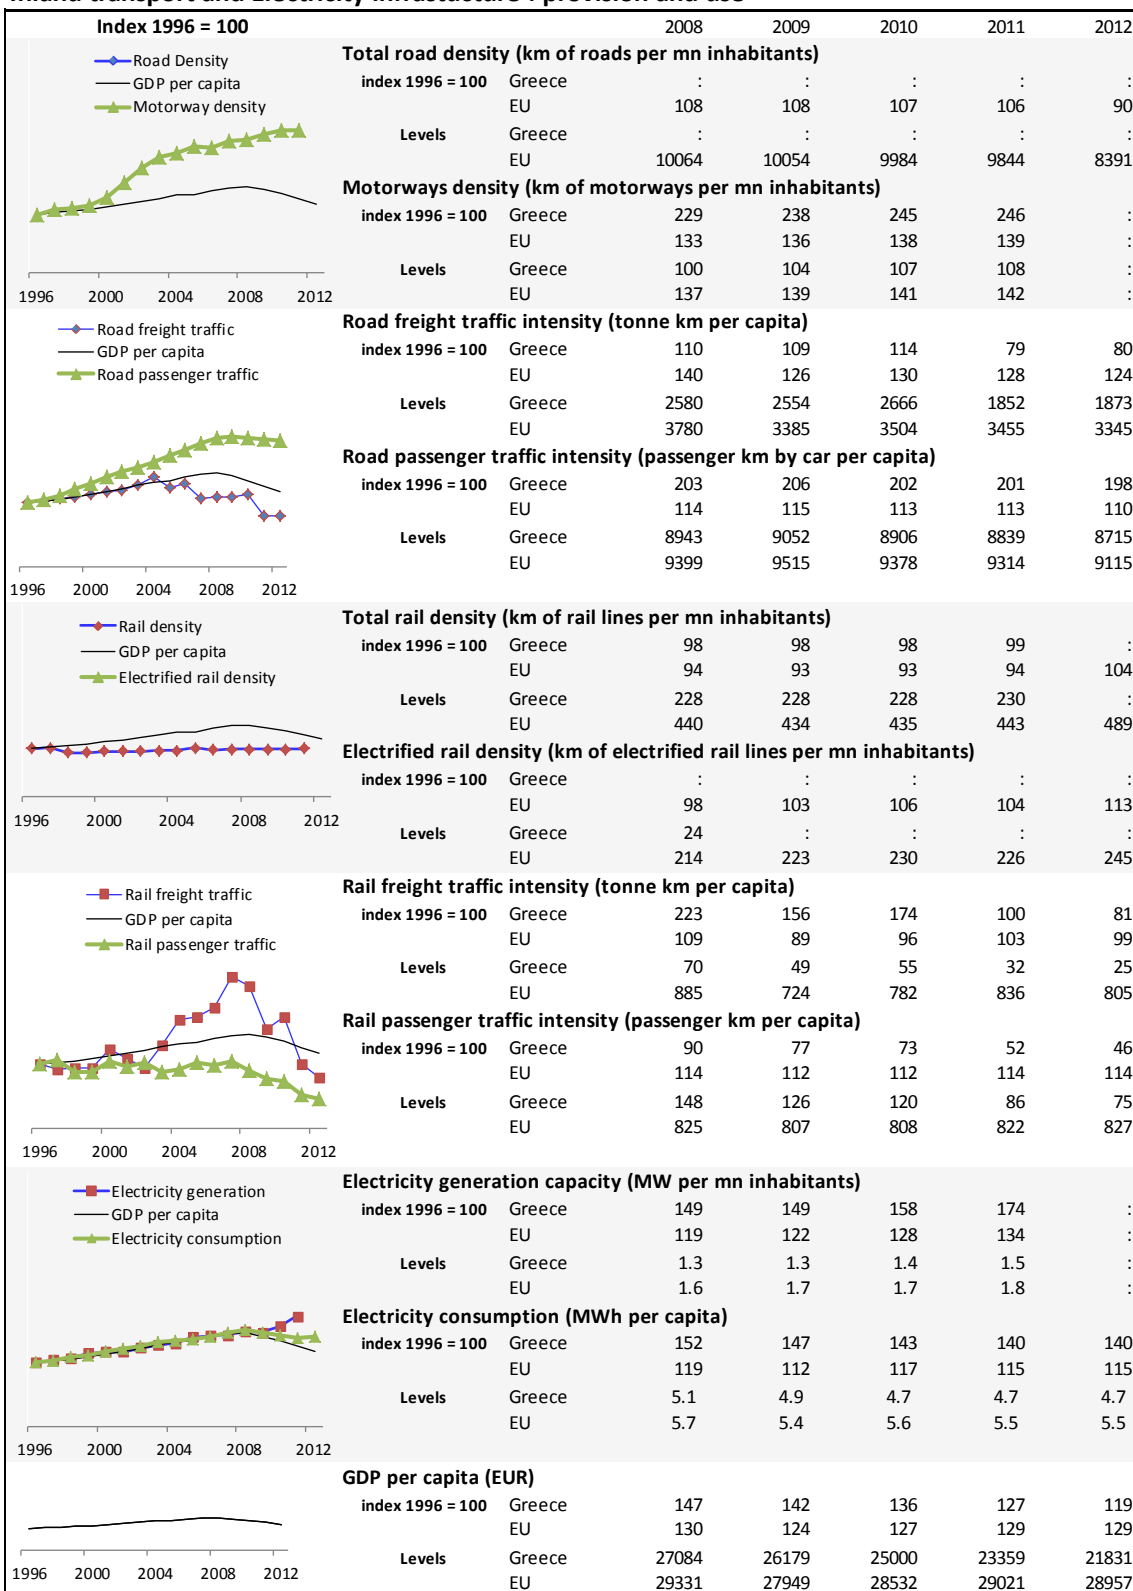 Inland transport and Electricity infrastucture : provision and use
Index 1996 = 100 2008 2009 2010 2011 2012
Road Density
GDP per capita
Motorway density
1996 2000 2004 2008 2012
Total road density (km of roads per mn inhabitants)
index 1996 = 100 Greece : : : : :
EU 108 108 107 106 90
Levels Greece : : : : :
EU 10064 10054 9984 9844 8391
Motorways density (km of motorways per mn inhabitants)
index 1996 = 100 Greece 229 238 245 246 :
EU 133 136 138 139 :
Levels Greece 100 104 107 108 :
EU 137 139 141 142 :
Road freight traffic
GDP per capita
Road passenger traffic
1996 2000 2004 2008 2012
Road freight traffic intensity (tonne km per capita)
index 1996 = 100 Greece 110 109 114 79 80
EU 140 126 130 128 124
Levels Greece 2580 2554 2666 1852 1873
EU 3780 3385 3504 3455 3345
Road passenger traffic intensity (passenger km by car per capita)
index 1996 = 100 Greece 203 206 202 201 198
EU 114 115 113 113 110
Levels Greece 8943 9052 8906 8839 8715
EU 9399 9515 9378 9314 9115
Rail density
GDP per capita
Electrified rail density
1996 2000 2004 2008 2012
Total rail density (km of rail lines per mn inhabitants)
index 1996 = 100 Greece 98 98 98 99 :
EU 94 93 93 94 104
Levels Greece 228 228 228 230 :
EU 440 434 435 443 489
Electrified rail density (km of electrified rail lines per mn inhabitants)
index 1996 = 100 Greece : : : : :
EU 98 103 106 104 113
Levels Greece 24 : : : :
EU 214 223 230 226 245
Rail freight traffic
GDP per capita
Rail passenger traffic
1996 2000 2004 2008 2012
Rail freight traffic intensity (tonne km per capita)
index 1996 = 100 Greece 223 156 174 100 81
EU 109 89 96 103 99
Levels Greece 70 49 55 32 25
EU 885 724 782 836 805
Rail passenger traffic intensity (passenger km per capita)
index 1996 = 100 Greece 90 77 73 52 46
EU 114 112 112 114 114
Levels Greece 148 126 120 86 75
EU 825 807 808 822 827
Electricity generation
GDP per capita
Electricity consumption
1996 2000 2004 2008 2012
Electricity generation capacity (MW per mn inhabitants)
index 1996 = 100 Greece 149 149 158 174 :
EU 119 122 128 134 :
Levels Greece 1.3 1.3 1.4 1.5 :
EU 1.6 1.7 1.7 1.8 :
Electricity consumption (MWh per capita)
index 1996 = 100 Greece 152 147 143 140 140
EU 119 112 117 115 115
Levels Greece 5.1 4.9 4.7 4.7 4.7
EU 5.7 5.4 5.6 5.5 5.5
1996 2000 2004 2008 2012
GDP per capita (EUR)
index 1996 = 100 Greece 147 142 136 127 119
EU 130 124 127 129 129
Levels Greece 27084 26179 25000 23359 21831
EU 29331 27949 28532 29021 28957